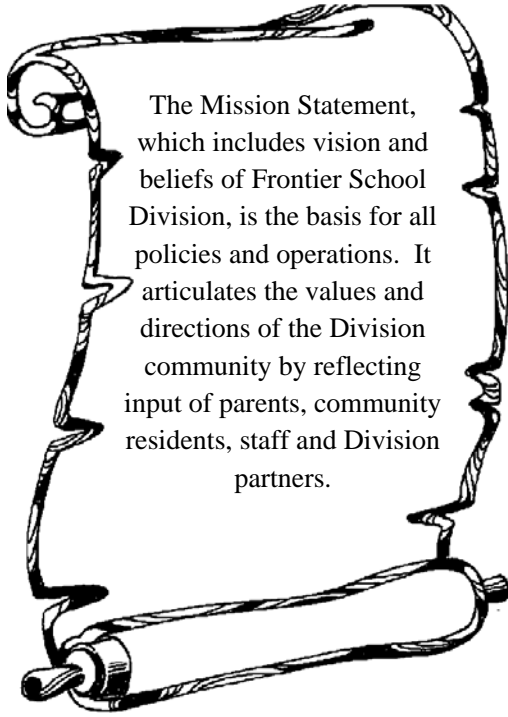 The Mission Statement,
which includes vision and
beliefs of Frontier School
Division, is the basis for all
policies and operations.  It
articulates the values and
directions of the Division
community by reflecting
input of parents, community
residents, staff and Division
partners.